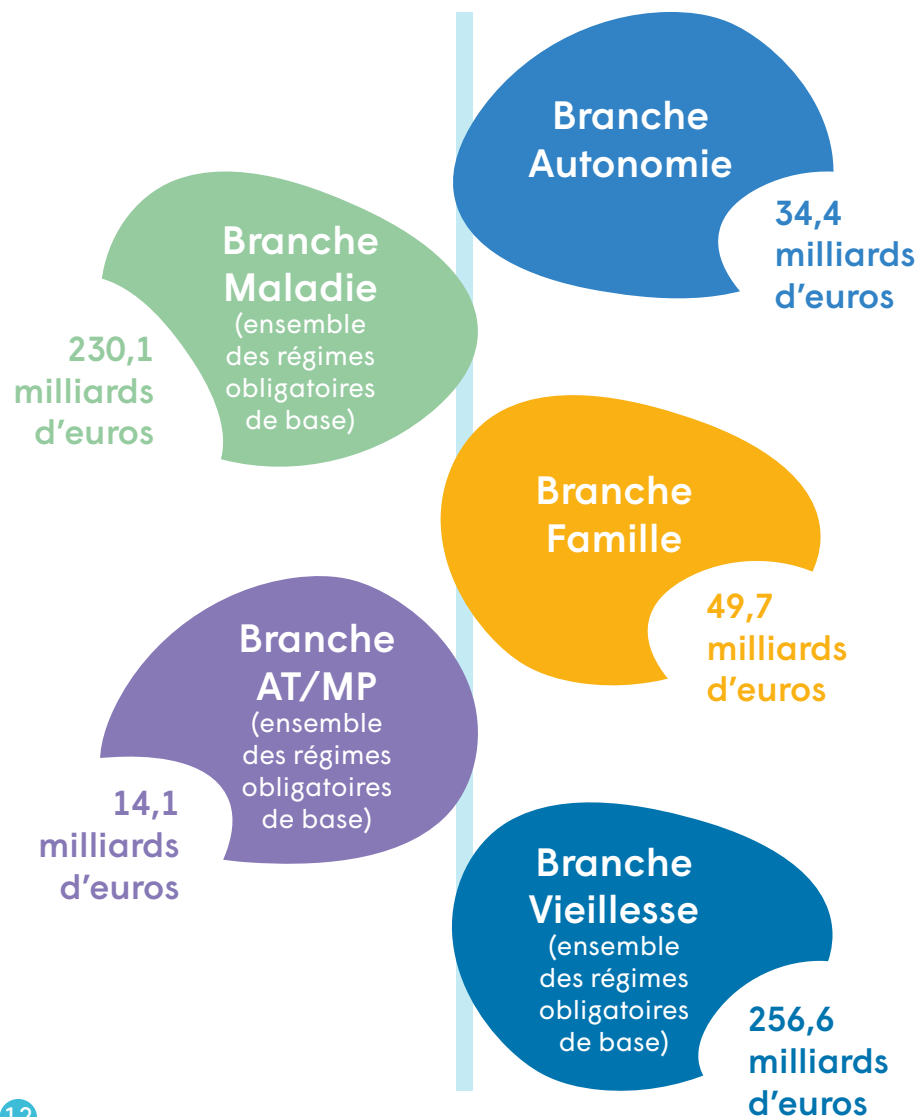 Branche
Autonomie
34,4
milliards
d’euros
Branche
Maladie
(ensemble
des régimes
obligatoires
de base)
230,1
milliards
d’euros
Branche
Famille
49,7
milliards
d’euros
Branche
AT/MP
(ensemble
des régimes
obligatoires
de base)
14,1
milliards
d’euros
Branche
Vieillesse
(ensemble
des régimes
obligatoires
de base)
256,6
milliards
d’euros
12